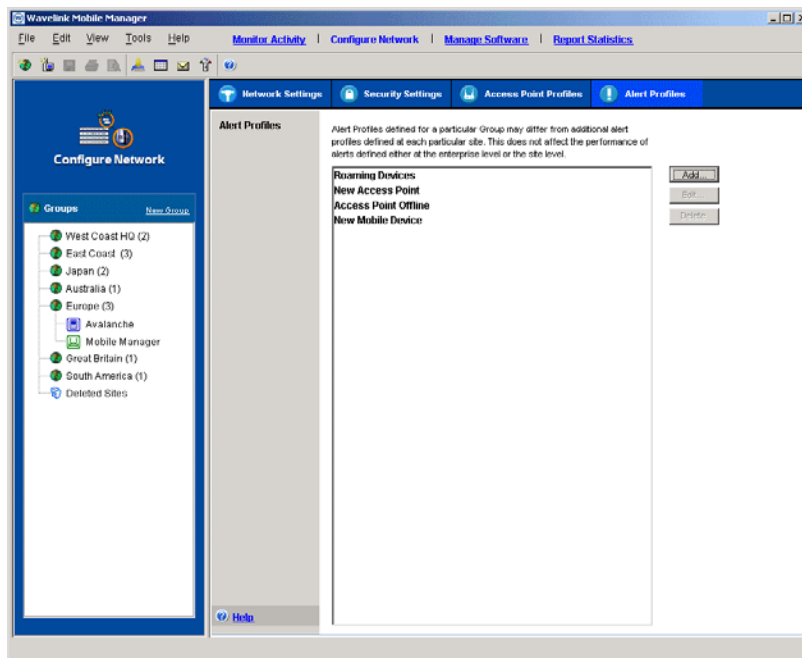 Wavelink Mobile Manager
File Edit View Tools Help
Monitor Activity | Configure Network | Manage Software | Report Statistics
Network Settings
Security Settings
Access Point Profiles
Alert Profiles
Configure Network
Groups
New Group
West Coast HQ (2)
East Coast (3)
Japan (2)
Australia (1)
Europe (3)
Avalanche
Mobile Manager
Great Britain (1)
South America (1)
Deleted Sites
Alert Profiles
Help
Alert Profiles defined for a particular Group may differ from additional alert
profiles defined at each particular site. This does not affect the performance of
alerts defined either at the enterprise level or the site level.
Roaming Devices
New Access Point
Access Point Offline
New Mobile Device
Add...
Edit...
Delete